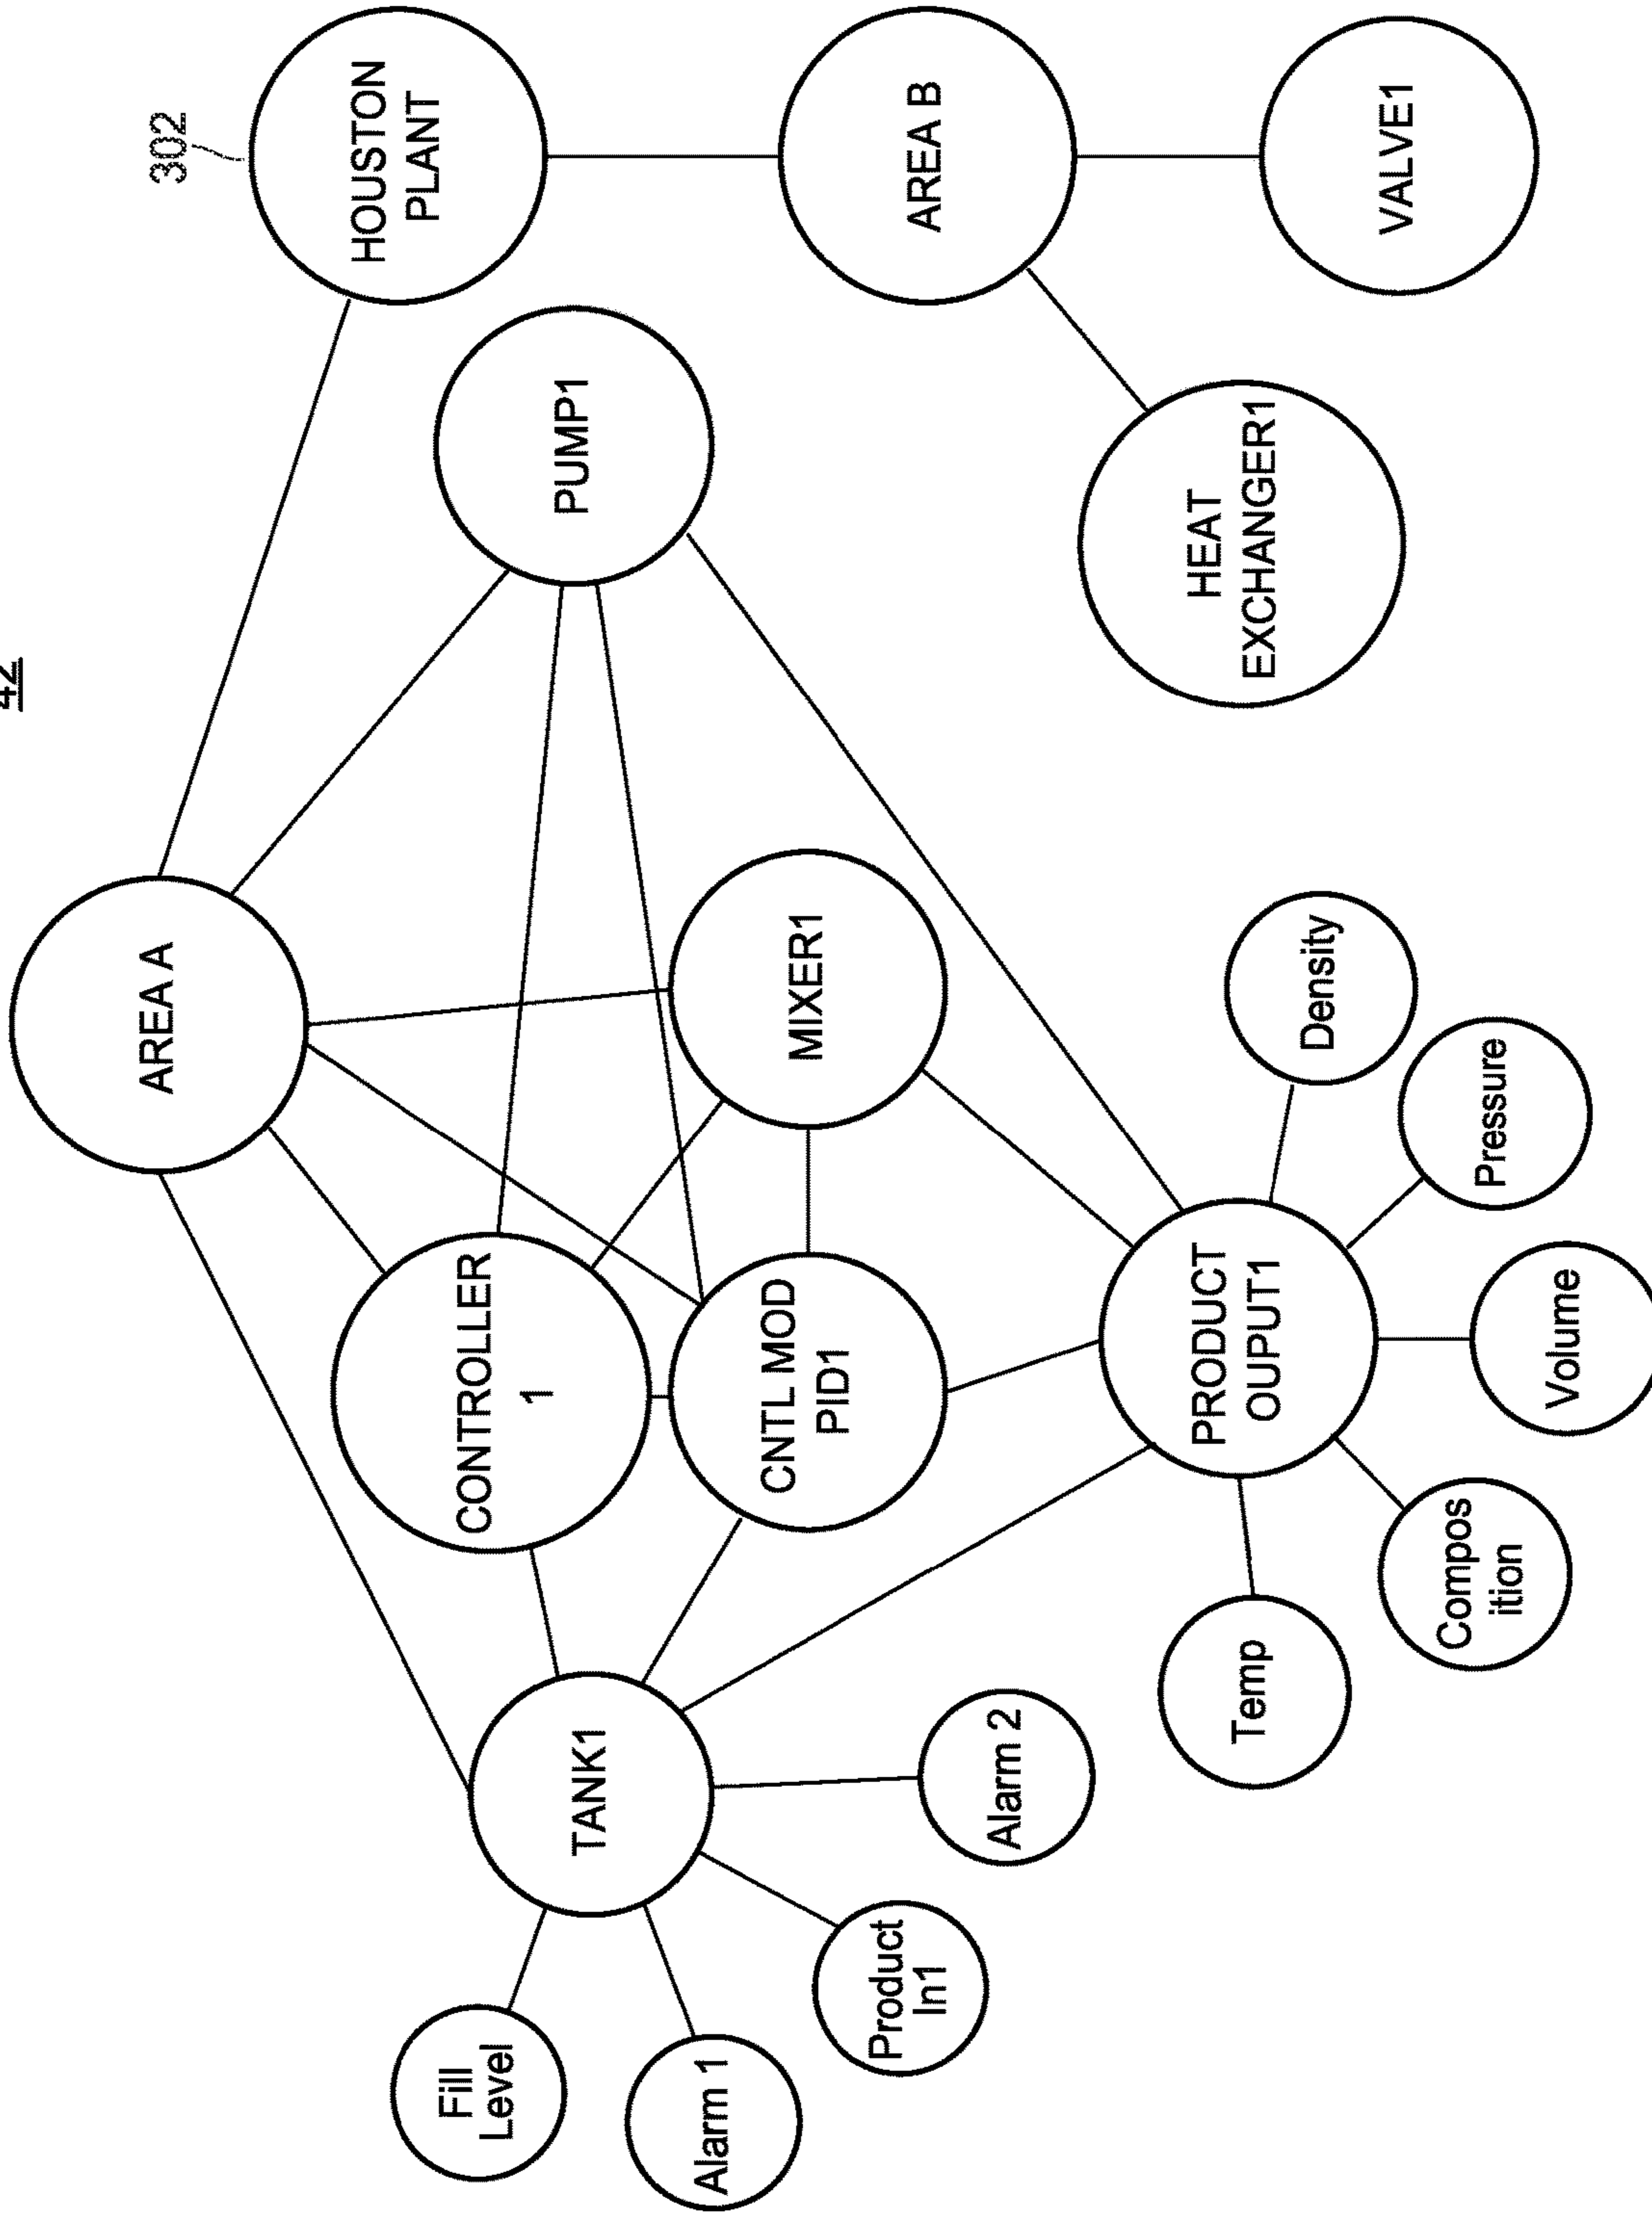 42
302
HOUSTON
PLANT
AREA A
PUMP1
AREA B
VALVE1
HEAT
EXCHANGER1
MIXER1
CONTROLLER
1
CNTL MOD
PID1
TANK1
Fill
Level
Alarm 1
Product
In1
Alarm 2
PRODUCT
OUPUT1
Temp
Compos
ition
Volume
Pressure
Density